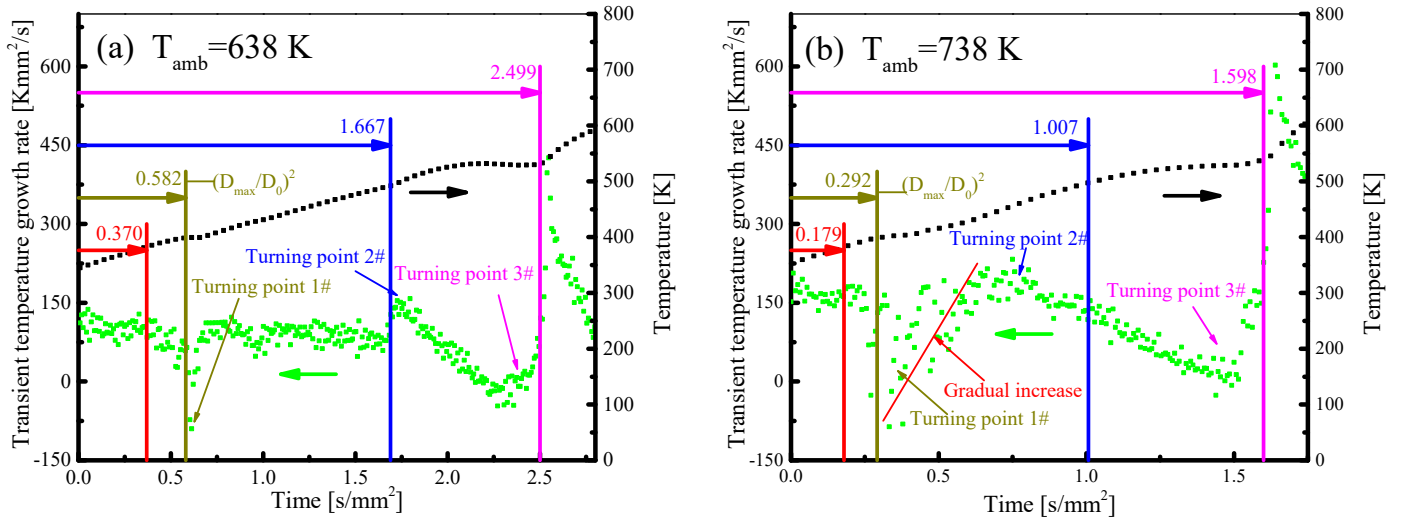 (a) T_amb=638 K
Transient temperature growth rate [Kmm²/s]
600
450
300
150
0
-150
800
700
600
500
400
300
200
100
0
Temperature [K]
2.499
1.667
0.582
(D_max/D_0)²
0.370
Turning point 2#
Turning point 3#
Turning point 1#
0.0
0.5
1.0
1.5
2.0
2.5
Time [s/mm²]
(b) T_amb=738 K
Transient temperature growth rate [Kmm²/s]
600
450
300
150
0
-150
800
700
600
500
400
300
200
100
0
Temperature [K]
1.598
1.007
0.292
(D_max/D_0)²
0.179
Turning point 2#
Turning point 3#
Gradual increase
Turning point 1#
0.0
0.5
1.0
1.5
Time [s/mm²]